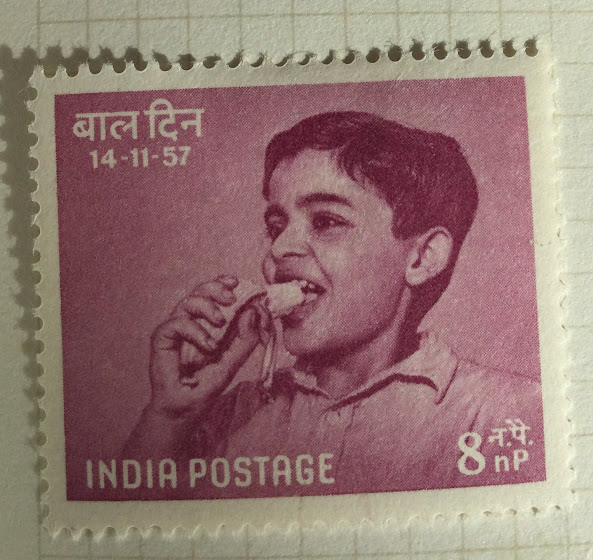 बाल दिन
14-11-57
INDIA POSTAGE
8 न.पै.
nP